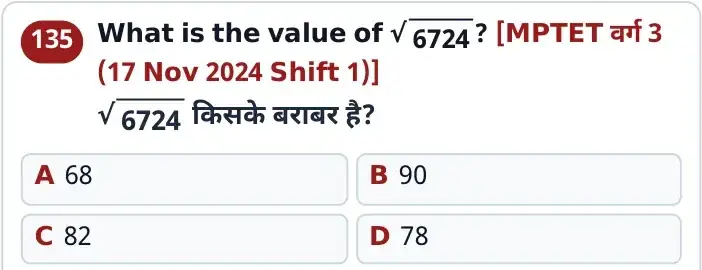 135 What is the value of √6724? [MPTET वर्ग 3
(17 Nov 2024 Shift 1)]
√6724 किसके बराबर है?
A 68 B 90
C 82 D 78